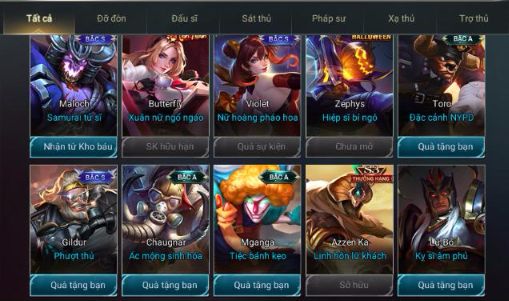 Tất cả
Đỡ đòn
Đấu sĩ
Sát thủ
Pháp sư
Xạ thủ
Trợ thủ
BẬC S
HALLOWEEN
BẬC A
Maloch
Butterfly
Violet
Zephys
Toro
Samurai tử sĩ
Xuân nữ ngổ ngáo
Nữ hoàng pháo hoa
Hiệp sĩ bí ngô
Đặc cảnh NYPD
Nhận từ Kho báu
SK hữu hạn
Quà sự kiện
Chưa mở
Quà tặng bạn
BẬC S
BẬC A
BẬC A
S3
THƯỞNG HẠNG
Gildur
Chaugnar
Mganga
Azzen'Ka
Lữ Bố
Phượt thủ
Ác mộng sinh hóa
Tiệc bánh kẹo
Linh hồn lữ khách
Kỵ sĩ âm phủ
Quà tặng bạn
Quà tặng bạn
Quà tặng bạn
Sở hữu
Quà tặng bạn